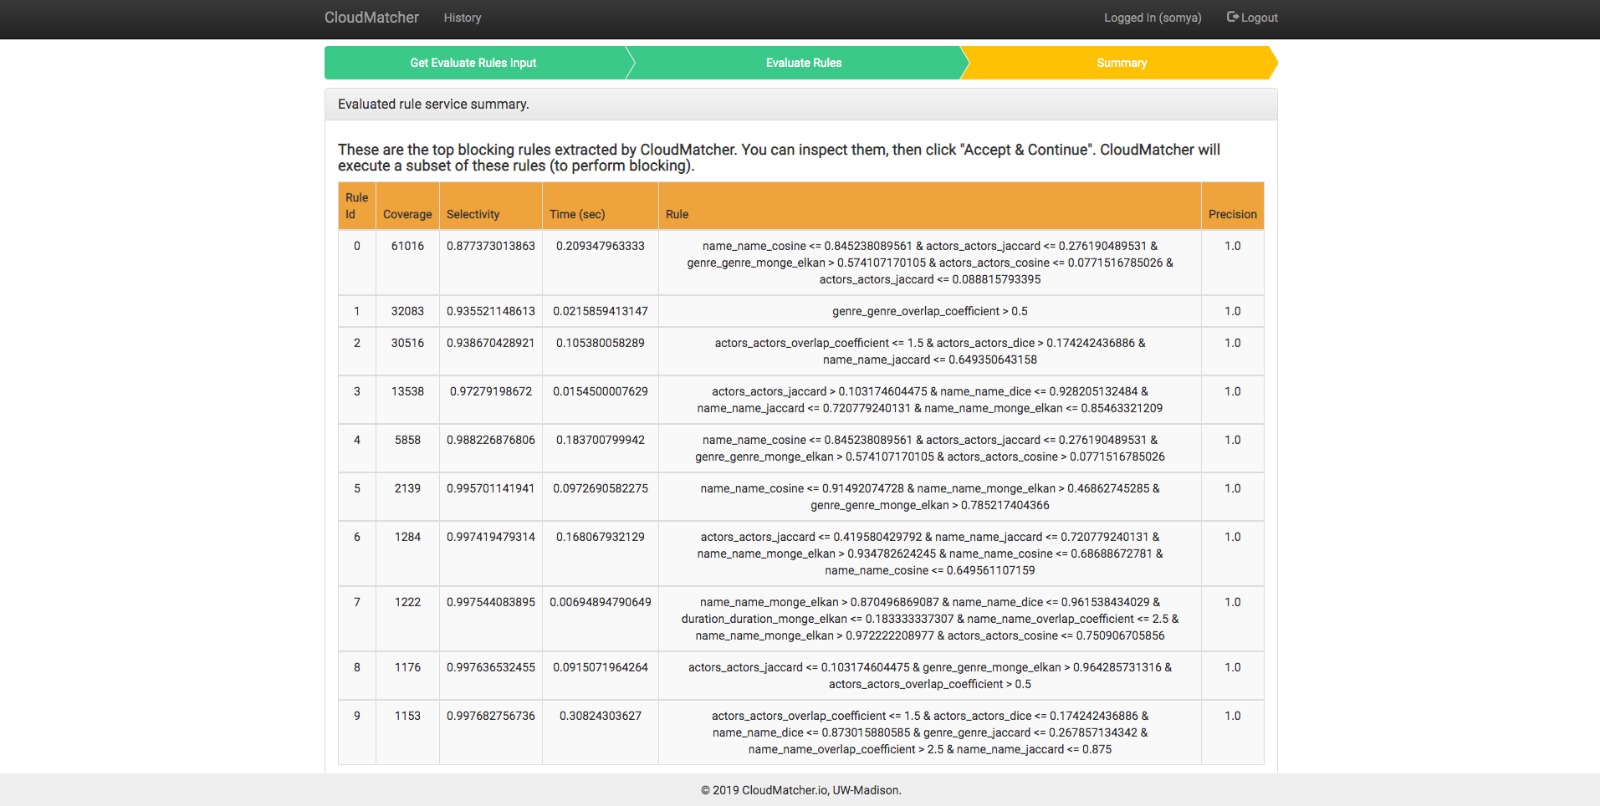 CloudMatcher History Logged In (somya) Logout
Get Evaluate Rules Input Evaluate Rules Summary
Evaluated rule service summary.
These are the top blocking rules extracted by CloudMatcher. You can inspect them, then click "Accept & Continue". CloudMatcher will
execute a subset of these rules (to perform blocking).
Rule
Id Coverage Selectivity Time (sec) Rule Precision
0 61016 0.877373013863 0.209347963333 name_name_cosine <= 0.845238089561 & actors_actors_jaccard <= 0.276190489531 & 1.0
genre_genre_monge_elkan > 0.574107170105 & actors_actors_cosine <= 0.0771516785026 &
actors_actors_jaccard <= 0.088815793395
1 32083 0.935521148613 0.0215859413147 genre_genre_overlap_coefficient > 0.5 1.0
2 30516 0.938670428921 0.105380058289 actors_actors_overlap_coefficient <= 1.5 & actors_actors_dice > 0.174242436886 & 1.0
name_name_jaccard <= 0.649350643158
3 13538 0.97279198672 0.0154500007629 actors_actors_jaccard > 0.103174604475 & name_name_dice <= 0.928205132484 & 1.0
name_name_jaccard <= 0.720779240131 & name_name_monge_elkan <= 0.85463321209
4 5858 0.988226876806 0.183700799942 name_name_cosine <= 0.845238089561 & actors_actors_jaccard <= 0.276190489531 & 1.0
genre_genre_monge_elkan > 0.574107170105 & actors_actors_cosine > 0.0771516785026
5 2139 0.995701141941 0.0972690582275 name_name_cosine <= 0.91492074728 & name_name_monge_elkan > 0.46862745285 & 1.0
genre_genre_monge_elkan > 0.785217404366
6 1284 0.997419479314 0.168067932129 actors_actors_jaccard <= 0.419580429792 & name_name_jaccard <= 0.720779240131 & 1.0
name_name_monge_elkan > 0.934782624245 & name_name_cosine <= 0.68688672781 &
name_name_cosine <= 0.649561107159
7 1222 0.997544083895 0.00694894790649 name_name_monge_elkan > 0.870496869087 & name_name_dice <= 0.961538434029 & 1.0
duration_duration_monge_elkan <= 0.183333337307 & name_name_overlap_coefficient <= 2.5 &
name_name_monge_elkan > 0.972222208977 & actors_actors_cosine <= 0.750906705856
8 1176 0.997636532455 0.0915071964264 actors_actors_jaccard <= 0.103174604475 & genre_genre_monge_elkan > 0.964285731316 & 1.0
actors_actors_overlap_coefficient > 0.5
9 1153 0.997682756736 0.30824303627 actors_actors_overlap_coefficient <= 1.5 & actors_actors_dice <= 0.174242436886 & 1.0
name_name_dice <= 0.873015880585 & genre_genre_jaccard <= 0.267857134342 &
name_name_overlap_coefficient > 2.5 & name_name_jaccard <= 0.875
© 2019 CloudMatcher.io, UW-Madison.